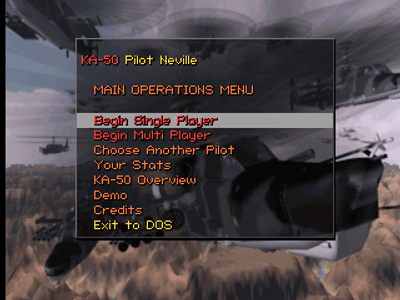 KA-50 Pilot Neville
MAIN OPERATIONS MENU
Begin Single Player
Begin Multi Player
Choose Another Pilot
Your Stats
KA-50 Overview
Demo
Credits
Exit to DOS